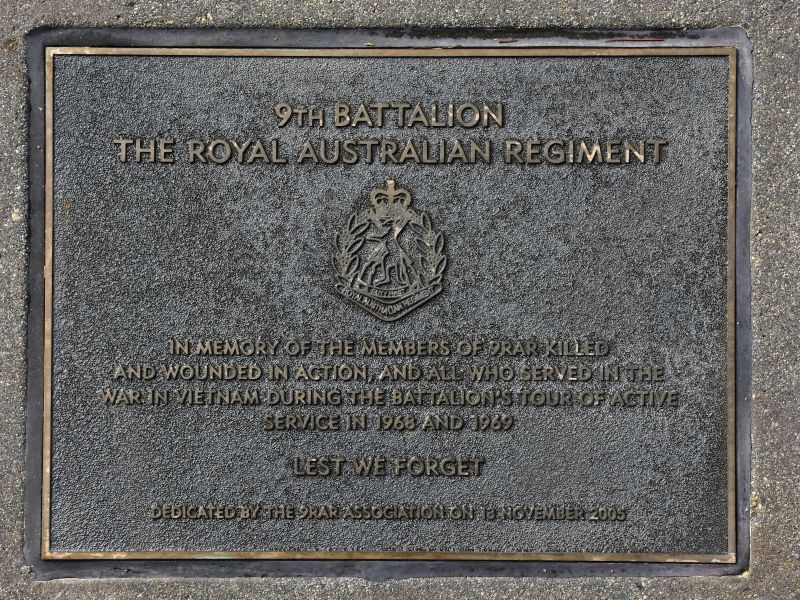 9TH BATTALION
THE ROYAL AUSTRALIAN REGIMENT
ROYAL AUSTRALIAN REGIMENT
IN MEMORY OF THE MEMBERS OF 9RAR KILLED
AND WOUNDED IN ACTION, AND ALL WHO SERVED IN THE
WAR IN VIETNAM DURING THE BATTALION'S TOUR OF ACTIVE
SERVICE IN 1968 AND 1969
LEST WE FORGET
DEDICATED BY THE 9RAR ASSOCIATION ON 13 NOVEMBER 2005